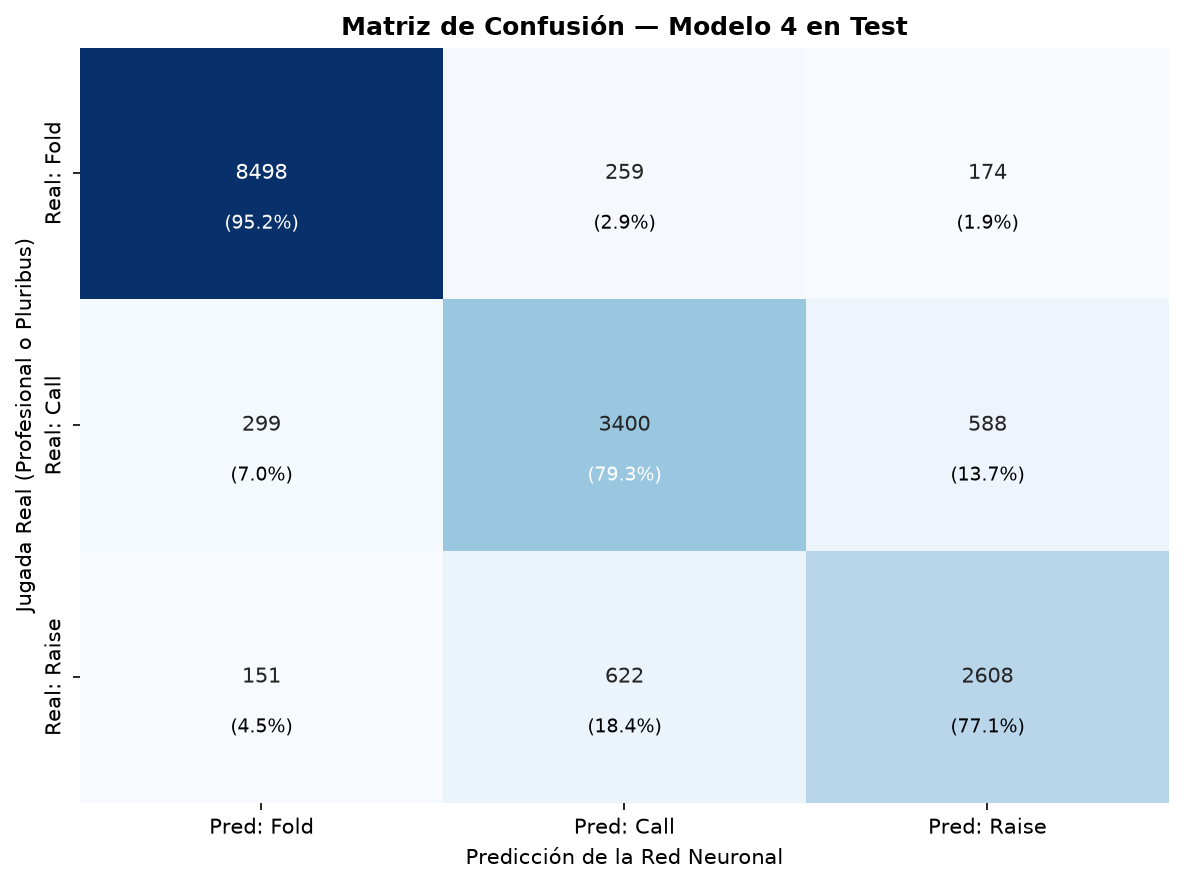 Matriz de Confusión — Modelo 4 en Test
Jugada Real (Profesional o Pluribus)
Real: Fold
8498
259
174
(95.2%)
(2.9%)
(1.9%)
Real: Call
299
3400
588
(7.0%)
(79.3%)
(13.7%)
Real: Raise
151
622
2608
(4.5%)
(18.4%)
(77.1%)
Pred: Fold
Pred: Call
Pred: Raise
Predicción de la Red Neuronal